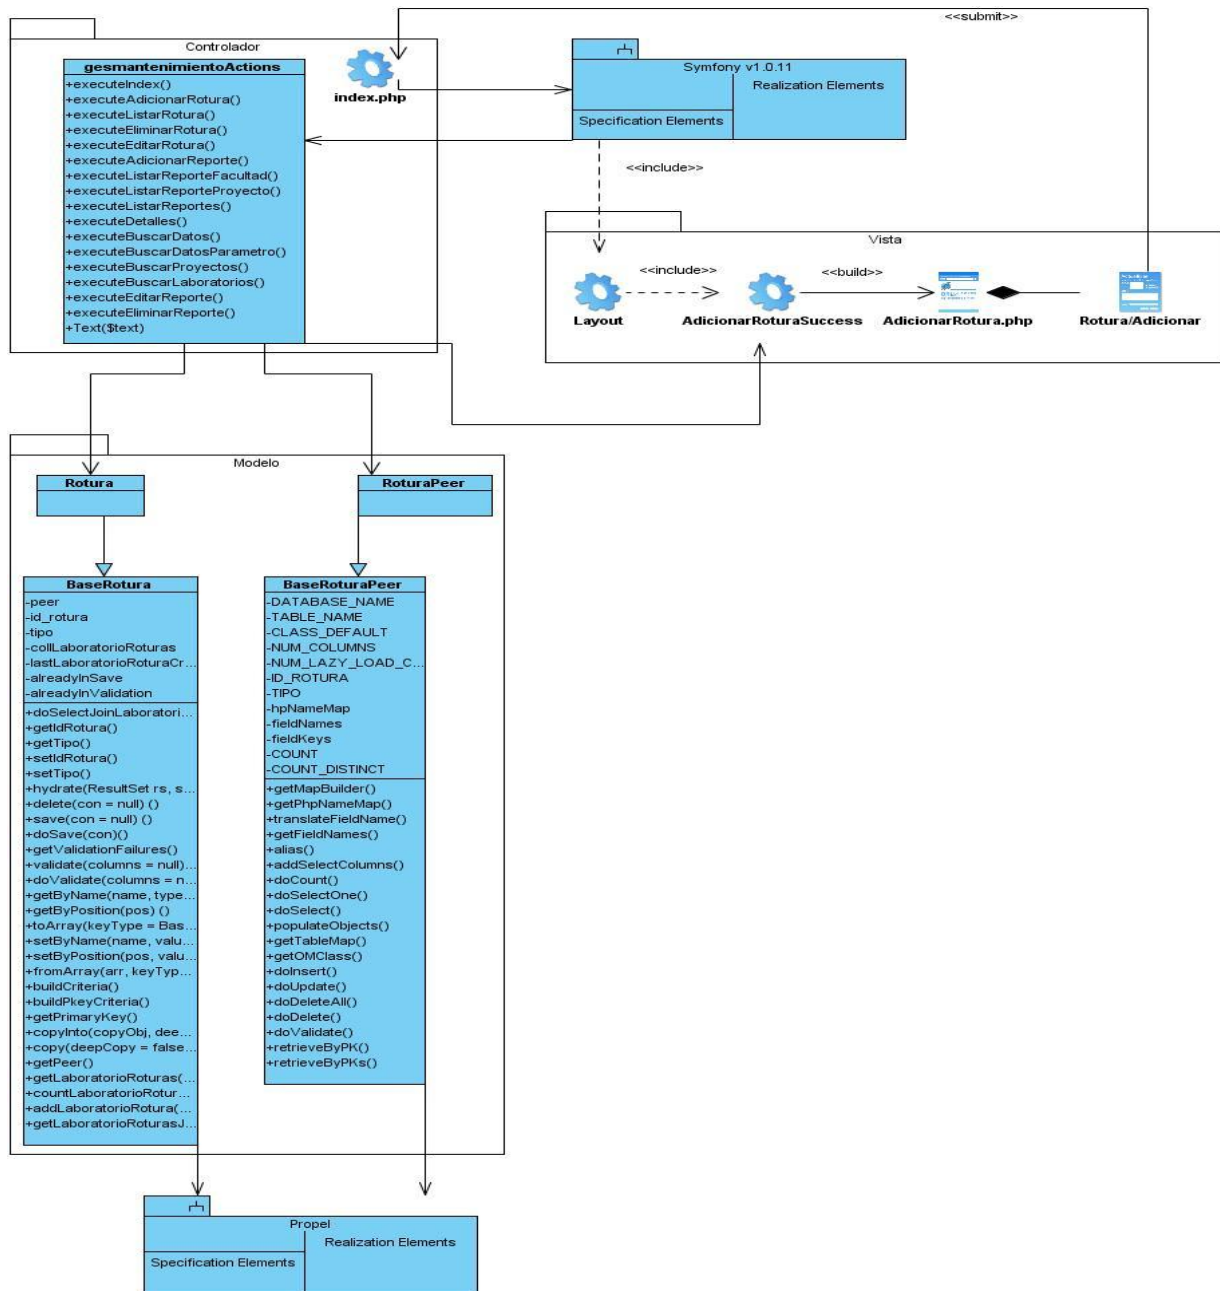 <<submit>>
Controlador
gesmantenimientoActions
+executeIndex()
+executeAdicionarRotura()
+executeListarRotura()
+executeEliminarRotura()
+executeEditarRotura()
+executeAdicionarReporte()
+executeListarReporteFacultad()
+executeListarReporteProyecto()
+executeListarReportes()
+executeDetalles()
+executeBuscarDatos()
+executeBuscarDatosParametro()
+executeBuscarProyectos()
+executeBuscarLaboratorios()
+executeEditarReporte()
+executeEliminarReporte()
+Text($text)
index.php
Symfony v1.0.11
Realization Elements
Specification Elements
<<include>>
Vista
<<include>>
<<build>>
Layout
AdicionarRoturaSuccess
AdicionarRotura.php
Rotura/Adicionar
Modelo
Rotura
RoturaPeer
BaseRotura
-peer
-id_rotura
-tipo
-collLaboratorioRoturas
-lastLaboratorioRoturaCr...
-alreadyInSave
-alreadyInValidation
+doSelectJoinLaboratori...
+getIdRotura()
+getTipo()
+setIdRotura()
+setTipo()
+hydrate(ResultSet rs, s...
+delete(con = null) ()
+save(con = null) ()
+doSave(con)()
+getValidationFailures()
+validate(columns = null)...
+doValidate(columns = n...
+getByName(name, type...
+getByPosition(pos) ()
+toArray(keyType = Bas...
+setByName(name, valu...
+setByPosition(pos, valu...
+fromArray(arr, keyTyp...
+buildCriteria()
+buildPkeyCriteria()
+getPrimaryKey()
+copyInto(copyObj, dee...
+copy(deepCopy = false...
+getPeer()
+getLaboratorioRoturas(...
+countLaboratorioRotur...
+addLaboratorioRotura(...
+getLaboratorioRoturasJ...
BaseRoturaPeer
-DATABASE_NAME
-TABLE_NAME
-CLASS_DEFAULT
-NUM_COLUMNS
-NUM_LAZY_LOAD_C...
-ID_ROTURA
-TIPO
-hpNameMap
-fieldNames
-fieldKeys
-COUNT
-COUNT_DISTINCT
+getMapBuilder()
+getPhpNameMap()
+translateFieldName()
+getFieldNames()
+alias()
+addSelectColumns()
+doCount()
+doSelectOne()
+doSelect()
+populateObjects()
+getTableMap()
+getOMClass()
+doInsert()
+doUpdate()
+doDeleteAll()
+doDelete()
+doValidate()
+retrieveByPK()
+retrieveByPKs()
Propel
Realization Elements
Specification Elements